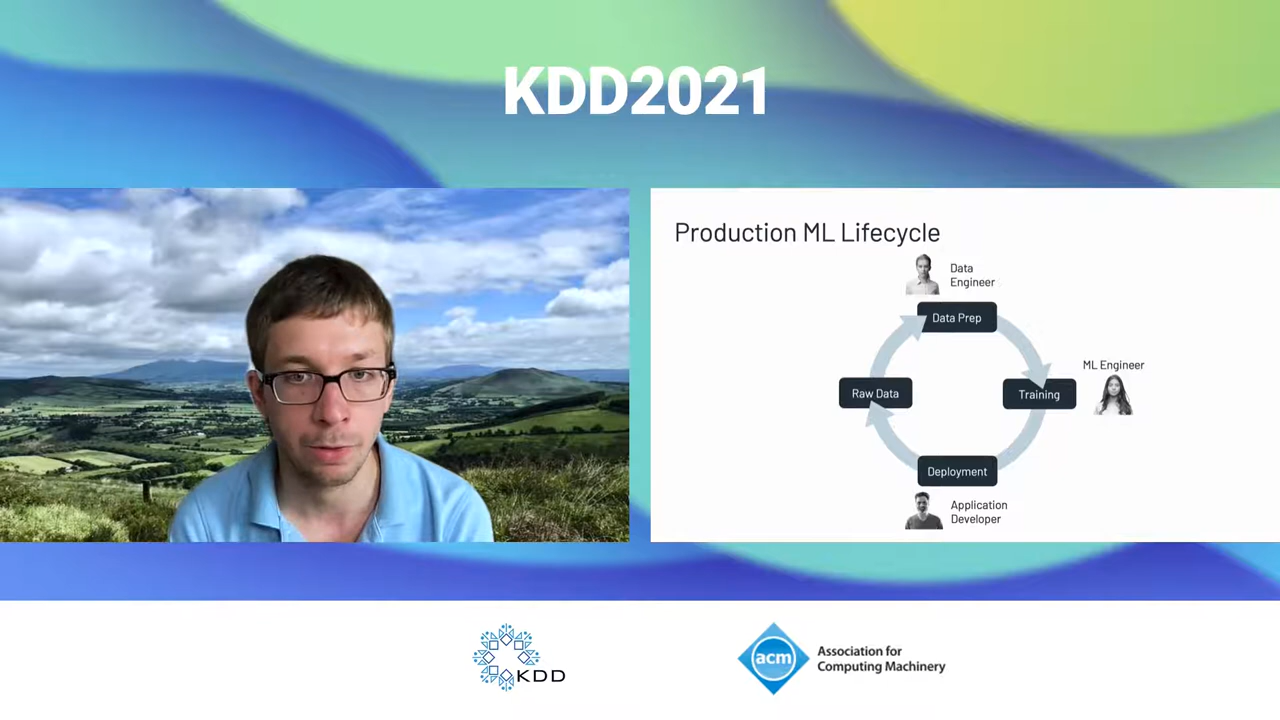 KDD2021
Production ML Lifecycle
Data
Engineer
Data Prep
ML Engineer
Raw Data
Training
Deployment
Application
Developer
KDD
acm
Association for
Computing Machinery